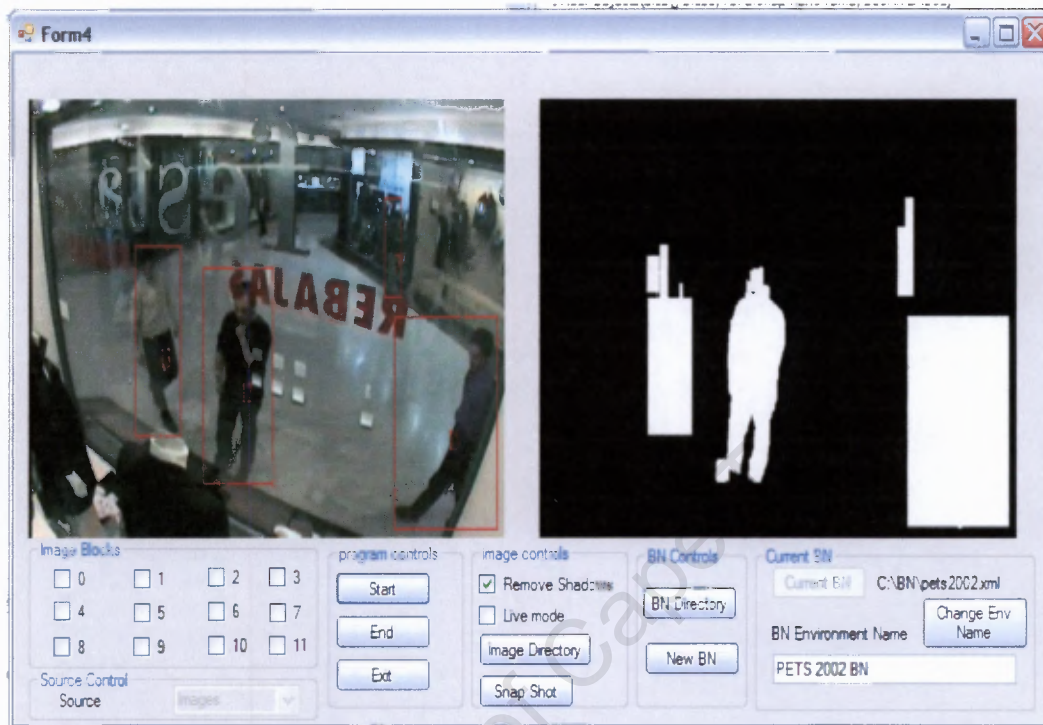 Form4
REBAJA
Image Blocks
0 1 2 3
4 5 6 7
8 9 10 11
Source Control
Source Images
program controls
Start
End
Exit
image controls
Remove Shadows
Live mode
Image Directory
Snap Shot
BN Controls
BN Directory
New BN
Current BN
Current BN C:\BN\pets2002.xml
BN Environment Name
Change Env
Name
PETS 2002 BN